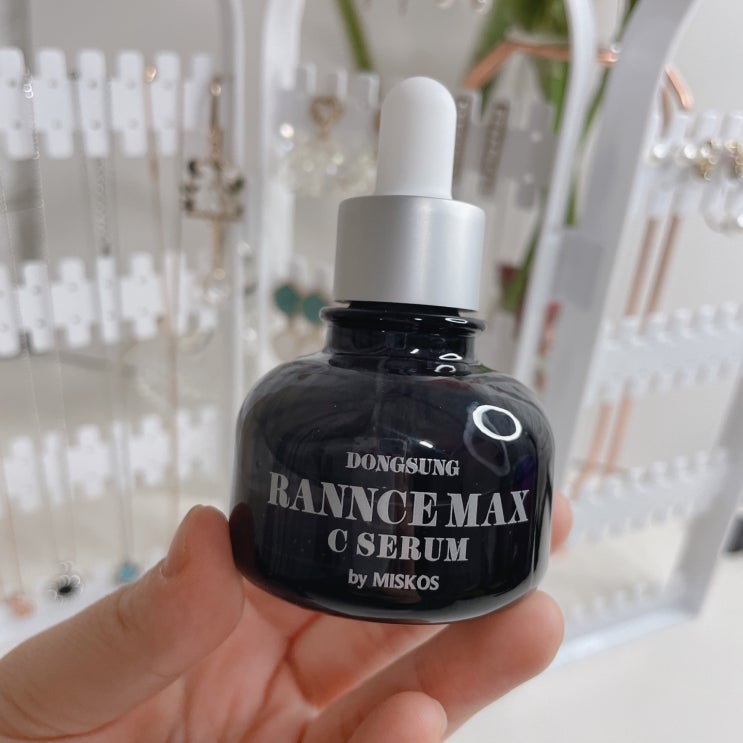 DONGSUNG
RANNCE MAX
C SERUM
by MISKOS